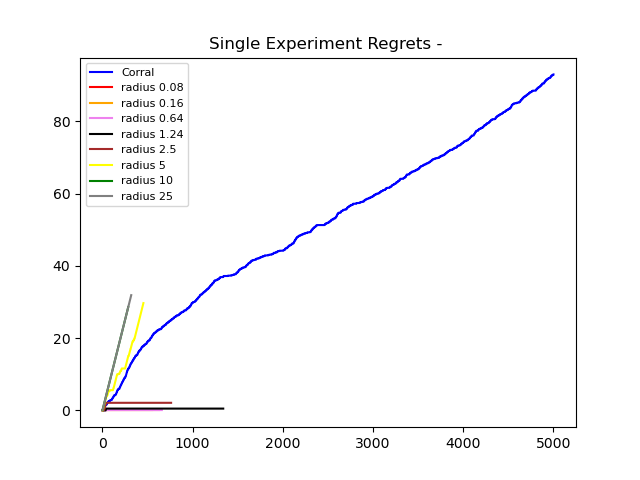 Single Experiment Regrets -
Corral
radius 0.08
radius 0.16
radius 0.64
radius 1.24
radius 2.5
radius 5
radius 10
radius 25
80
60
40
20
0
0 1000 2000 3000 4000 5000